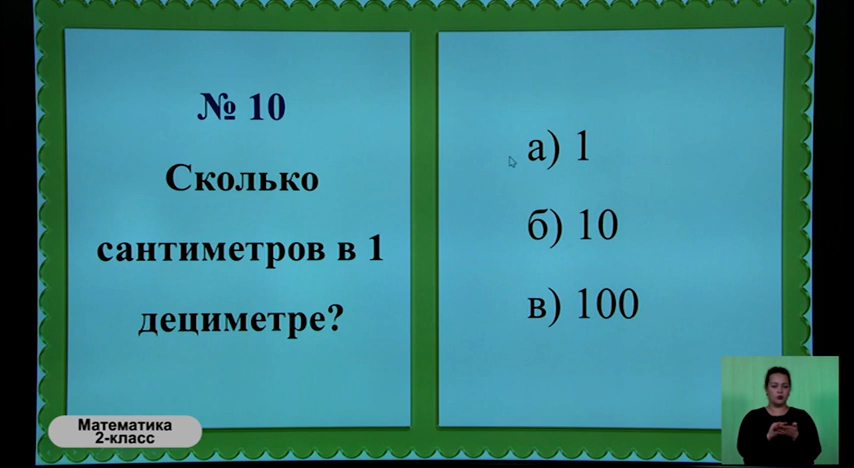 № 10
Сколько
сантиметров в 1
дециметре?
а) 1
б) 10
в) 100
Математика
2-класс